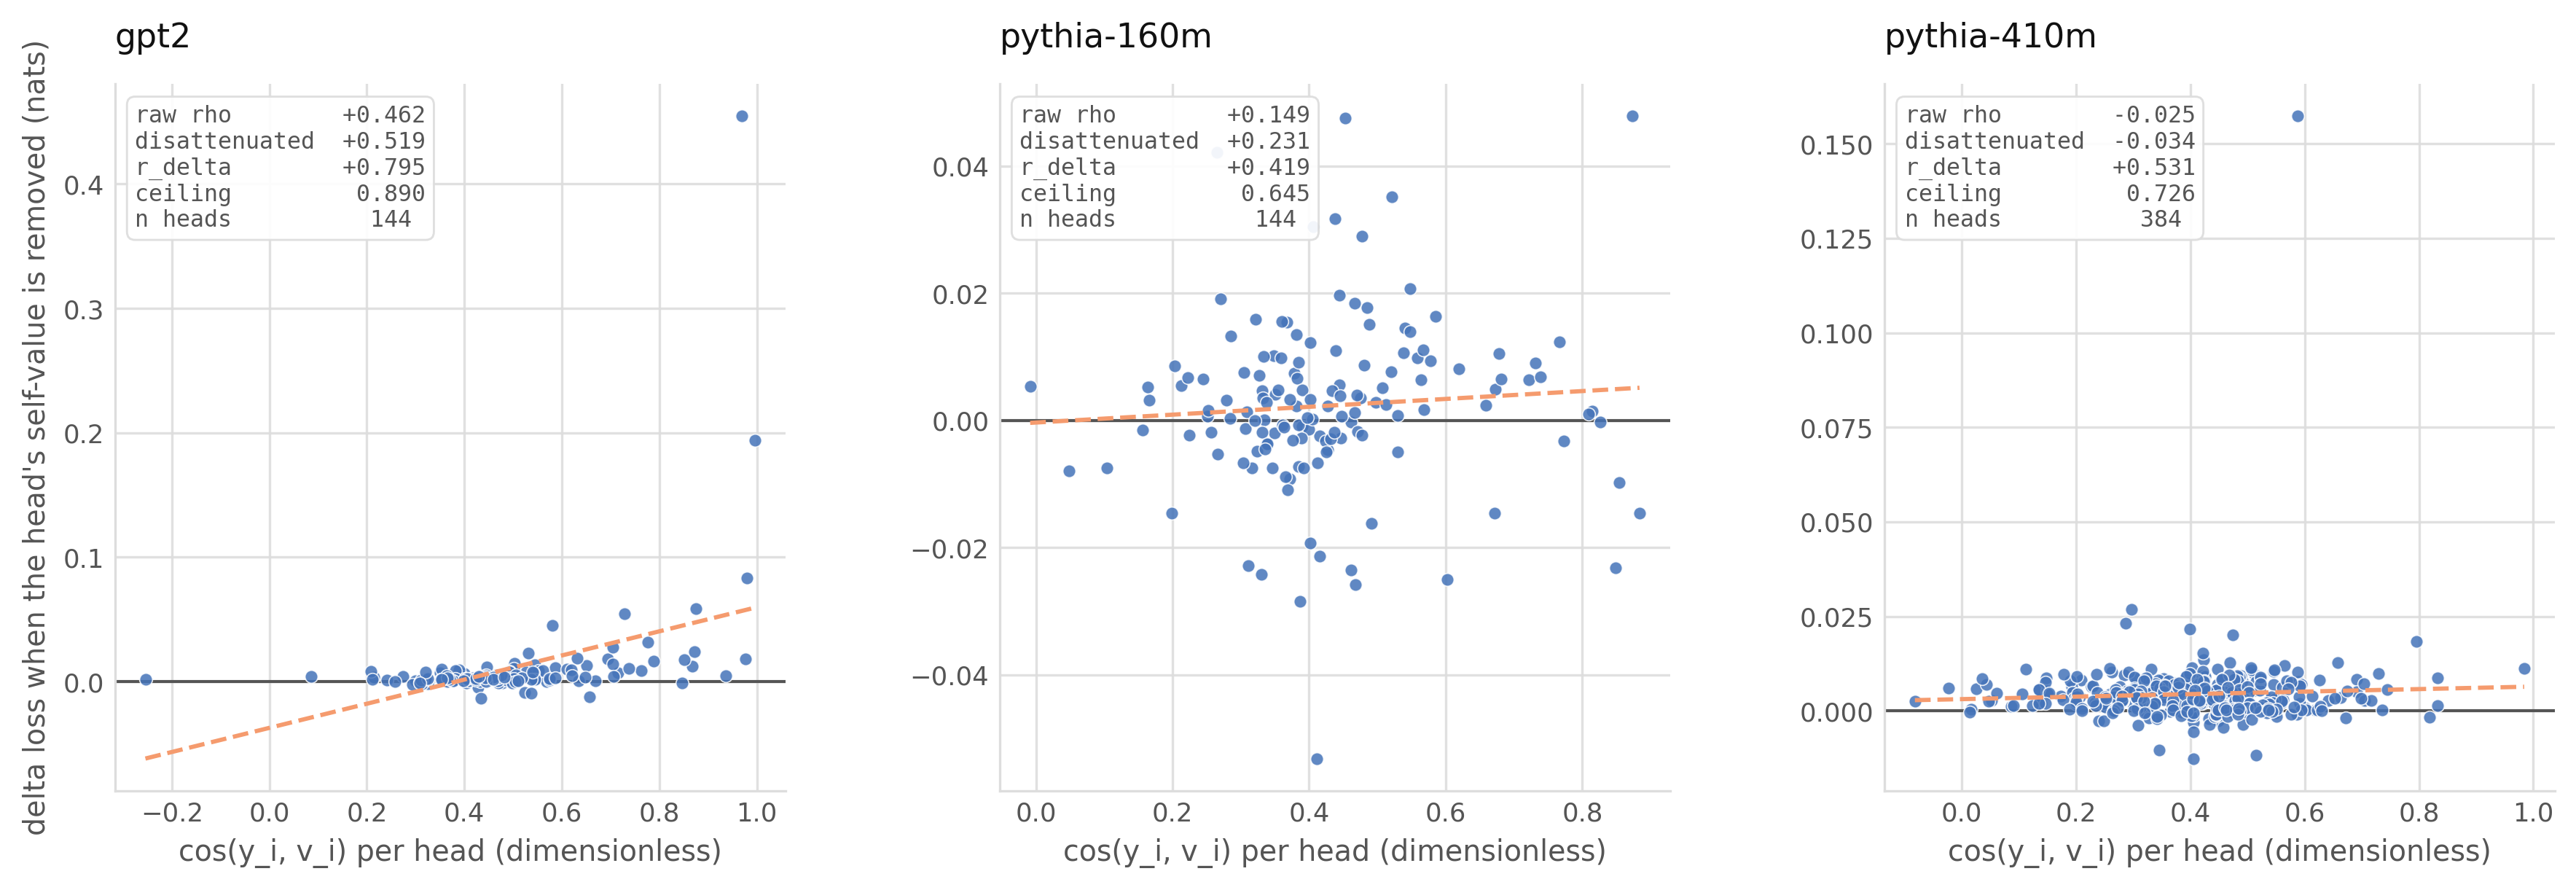 gpt2
raw rho +0.462
disattenuated +0.519
r_delta +0.795
ceiling 0.890
n heads 144
delta loss when the head's self-value is removed (nats)
0.4
0.3
0.2
0.1
0.0
−0.2 0.0 0.2 0.4 0.6 0.8 1.0
cos(y_i, v_i) per head (dimensionless)
pythia-160m
raw rho +0.149
disattenuated +0.231
r_delta +0.419
ceiling 0.645
n heads 144
0.04
0.02
0.00
−0.02
−0.04
0.0 0.2 0.4 0.6 0.8
cos(y_i, v_i) per head (dimensionless)
pythia-410m
raw rho -0.025
disattenuated -0.034
r_delta +0.531
ceiling 0.726
n heads 384
0.150
0.125
0.100
0.075
0.050
0.025
0.000
0.0 0.2 0.4 0.6 0.8 1.0
cos(y_i, v_i) per head (dimensionless)